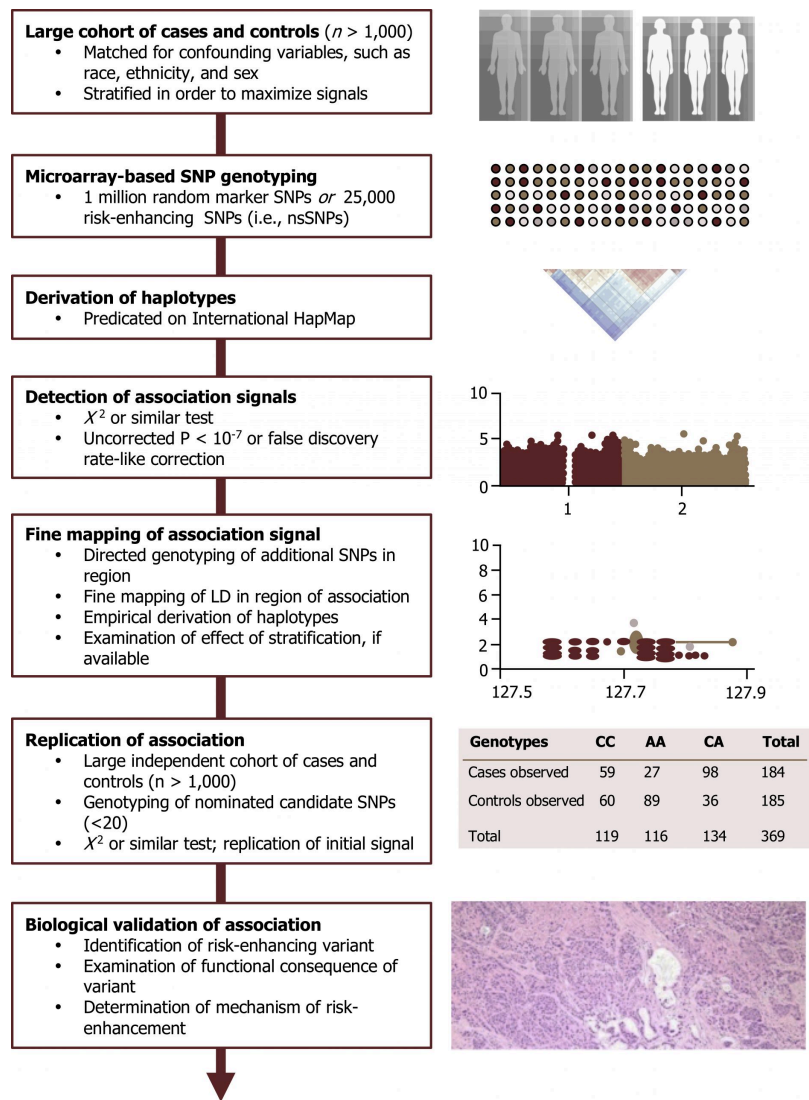 Large cohort of cases and controls (n > 1,000)
• Matched for confounding variables, such as
race, ethnicity, and sex
• Stratified in order to maximize signals
Microarray-based SNP genotyping
• 1 million random marker SNPs or 25,000
risk-enhancing SNPs (i.e., nsSNPs)
Derivation of haplotypes
• Predicated on International HapMap
Detection of association signals
• X² or similar test
• Uncorrected P < 10⁻⁷ or false discovery
rate-like correction
10
5
0
1 2
Fine mapping of association signal
• Directed genotyping of additional SNPs in
region
• Fine mapping of LD in region of association
• Empirical derivation of haplotypes
• Examination of effect of stratification, if
available
10
8
6
4
2
0
127.5 127.7 127.9
Replication of association
• Large independent cohort of cases and
controls (n > 1,000)
• Genotyping of nominated candidate SNPs
(<20)
• X² or similar test; replication of initial signal
Genotypes CC AA CA Total
Cases observed 59 27 98 184
Controls observed 60 89 36 185
Total 119 116 134 369
Biological validation of association
• Identification of risk-enhancing variant
• Examination of functional consequence of
variant
• Determination of mechanism of risk-
enhancement